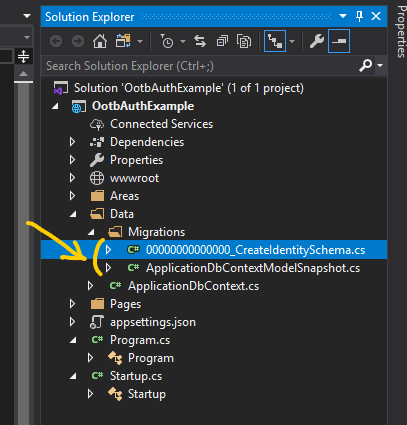 Solution Explorer
Search Solution Explorer (Ctrl+;)
Solution 'OotbAuthExample' (1 of 1 project)
OotbAuthExample
Connected Services
Dependencies
Properties
wwwroot
Areas
Data
Migrations
C# 00000000000000_CreateIdentitySchema.cs
C# ApplicationDbContextModelSnapshot.cs
C# ApplicationDbContext.cs
Pages
appsettings.json
C# Program.cs
Program
C# Startup.cs
Startup
Properties